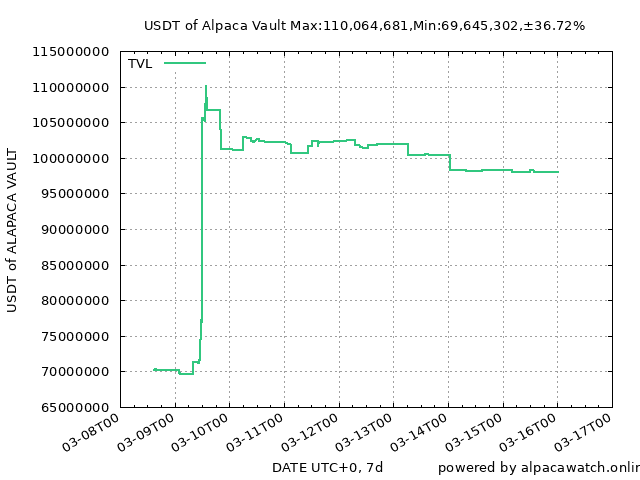 USDT of Alpaca Vault Max:110,064,681,Min:69,645,302,±36.72%
TVL
115000000
110000000
105000000
100000000
95000000
90000000
85000000
80000000
75000000
70000000
65000000
USDT of ALAPACA VAULT
03-08T00
03-09T00
03-10T00
03-11T00
03-12T00
03-13T00
03-14T00
03-15T00
03-16T00
03-17T00
DATE UTC+0, 7d
powered by alpacawatch.onlin